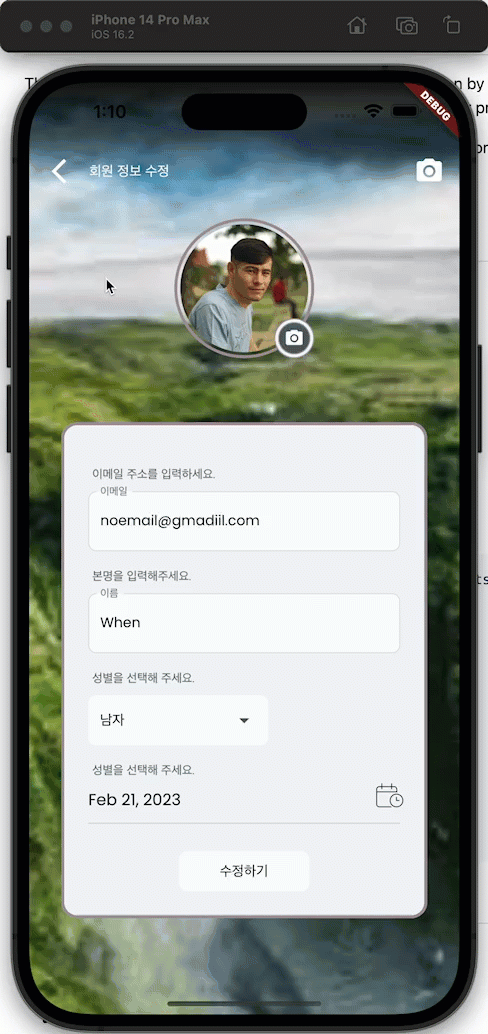 iPhone 14 Pro Max
iOS 16.2
1:10
DEBUG
회원 정보 수정
이메일 주소를 입력하세요.
이메일
noemail@gmadiil.com
본명을 입력해주세요.
이름
When
성별을 선택해 주세요.
남자
성별을 선택해 주세요.
Feb 21, 2023
수정하기